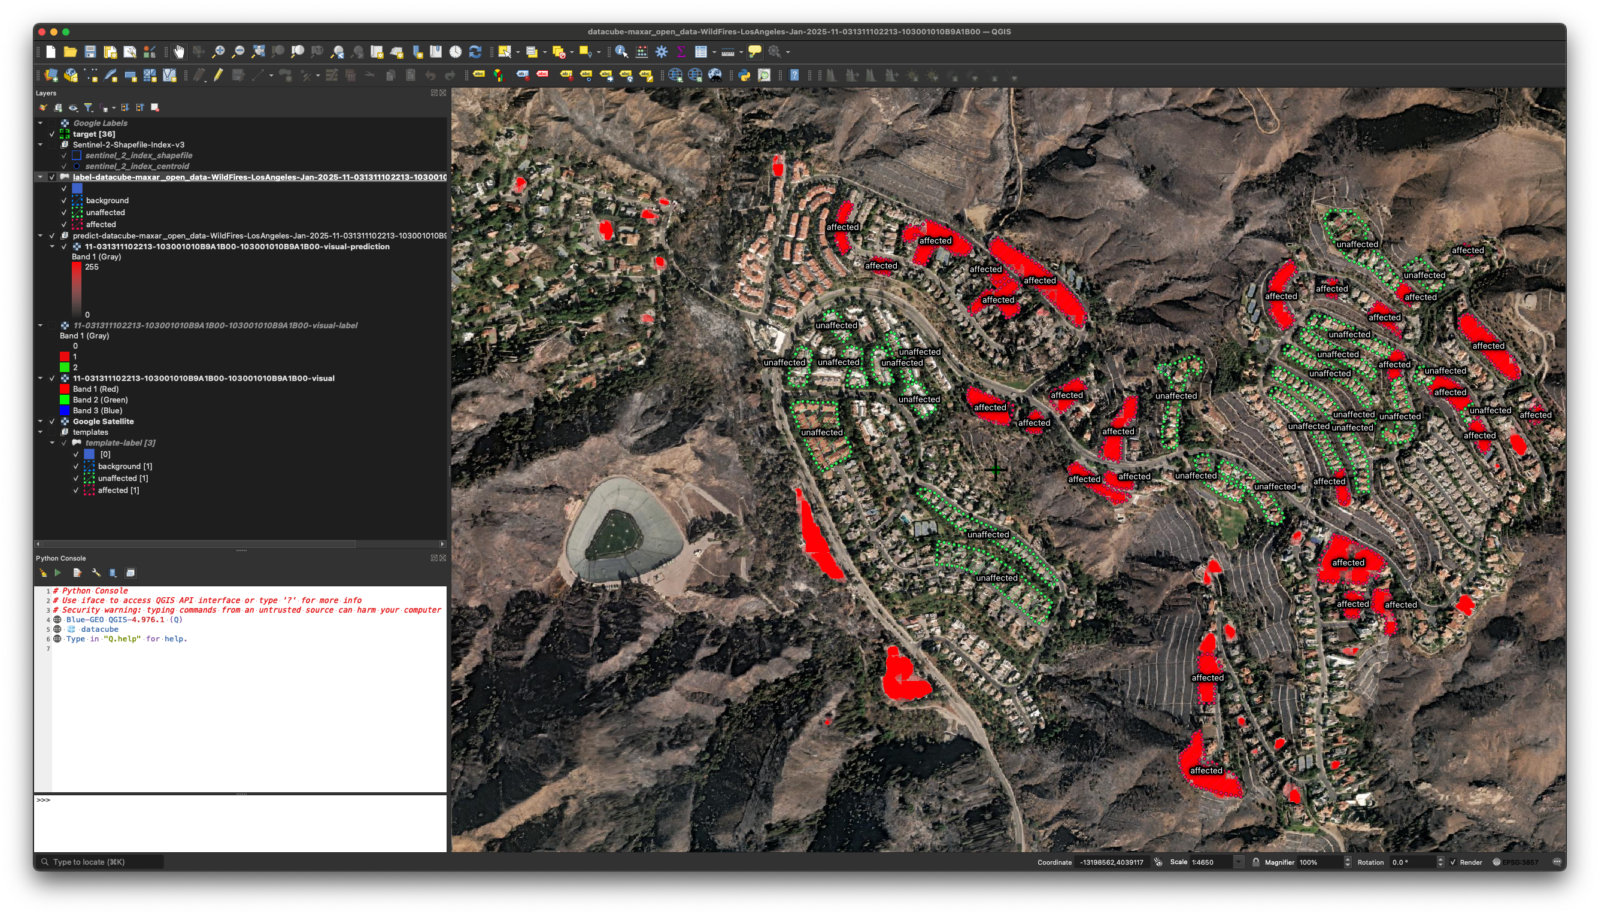 datacube-maxar_open_data-WildFires-LosAngeles-Jan-2025-11-031311102213-103001010B9A1B00 — QGIS
Layers
Google Labels
target [36]
Sentinel-2-Shapefile-Index-v3
sentinel_2_index_shapefile
sentinel_2_index_centroid
label-datacube-maxar_open_data-WildFires-LosAngeles-Jan-2025-11-031311102213-103001
background
unaffected
affected
predict-datacube-maxar_open_data-WildFires-LosAngeles-Jan-2025-11-031311102213-103001010B9
11-031311102213-103001010B9A1B00-103001010B9A1B00-visual-prediction
Band 1 (Gray)
255
0
11-031311102213-103001010B9A1B00-103001010B9A1B00-visual-label
Band 1 (Gray)
0
1
2
11-031311102213-103001010B9A1B00-103001010B9A1B00-visual
Band 1 (Red)
Band 2 (Green)
Band 3 (Blue)
Google Satellite
templates
template-label [3]
[0]
background [1]
unaffected [1]
affected [1]
Python Console
1 # Python Console
2 # Use iface to access QGIS API interface or type '?' for more info
3 # Security warning: typing commands from an untrusted source can harm your computer
4 Blue-GEO QGIS-4.976.1 (Q)
5 datacube
6 Type in "Q.help" for help.
7
>>>
affected
affected
affected
affected
affected
affected
unaffected
affected
unaffected
affected
affected
affected
affected
unaffected
unaffected
unaffected
unaffected
unaffected
unaffected
unaffected
unaffected
affected
unaffected
affected
unaffected
unaffected
affected
affected
unaffected
affected
affected
unaffected
affected
unaffected
unaffected
unaffected
affected
unaffected
unaffected
unaffected
affected
affected
affected
affected
unaffected
unaffected
affected
unaffected
unaffected
affected
affected
affected
affected
affected
Type to locate (⌘K)
Coordinate -13198562,4039117
Scale 1:4650
Magnifier 100%
Rotation 0.0 °
Render
EPSG:3857